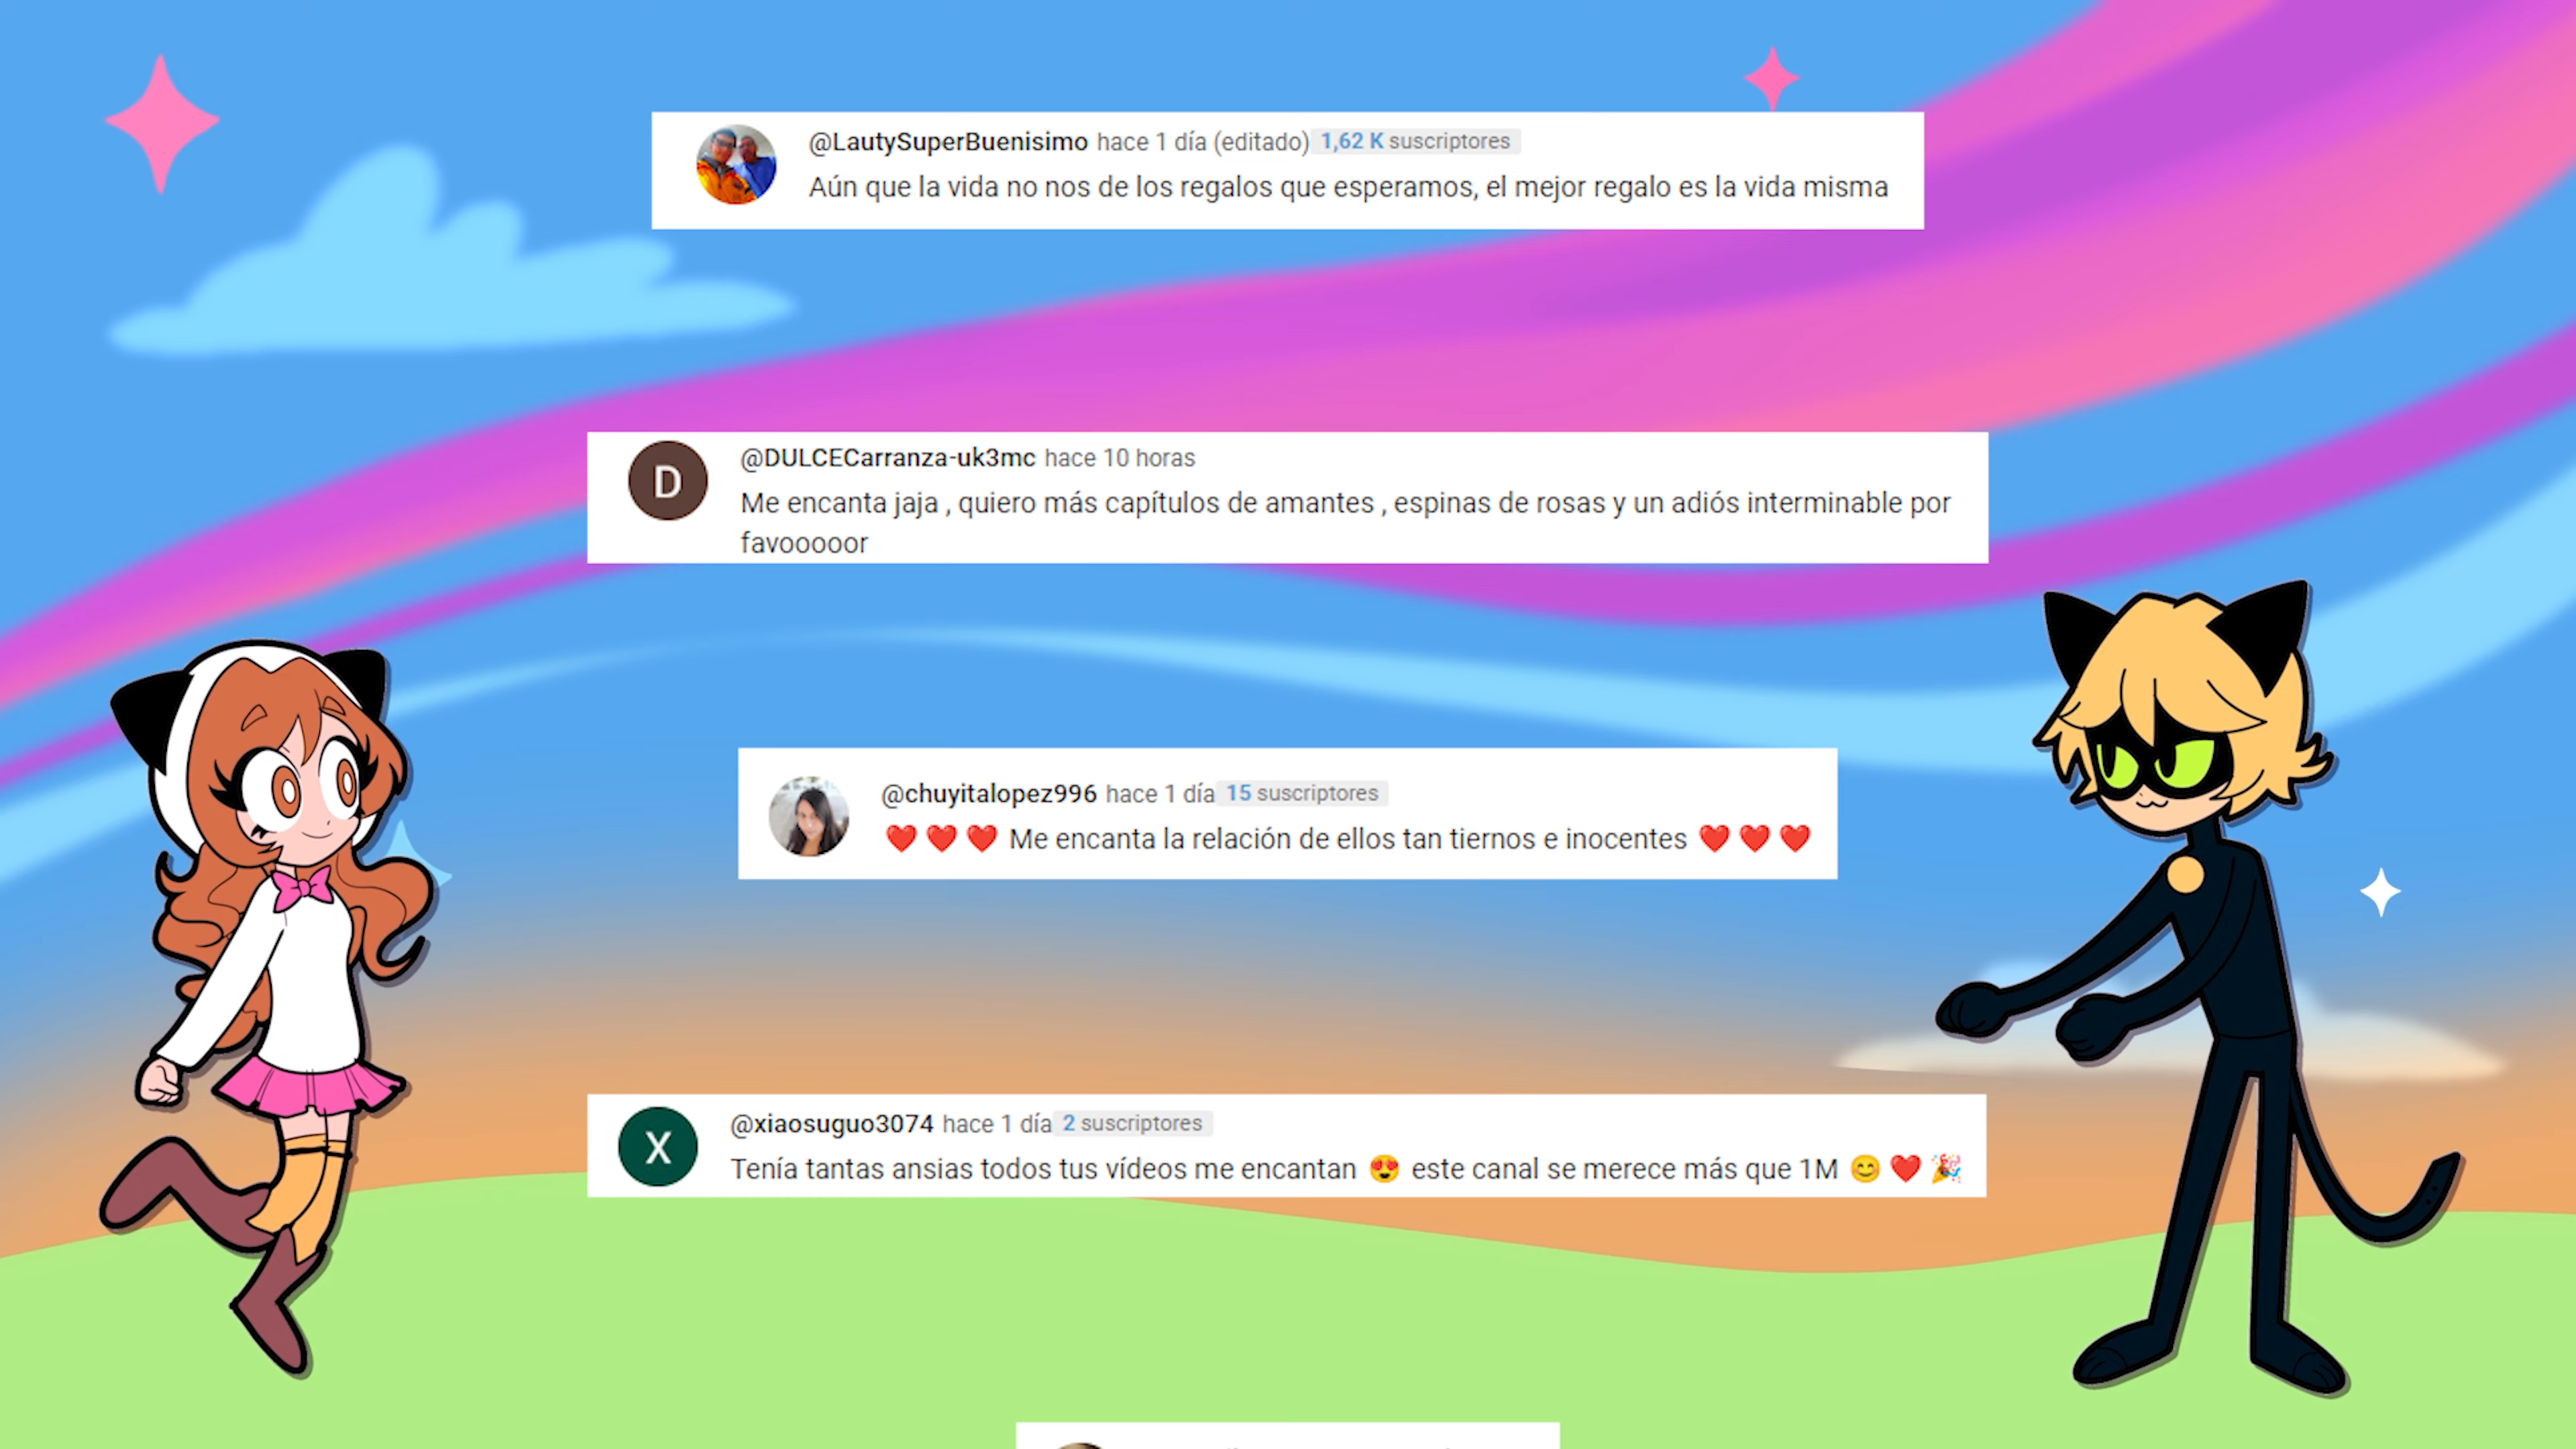 @LautySuperBuenisimo hace 1 día (editado) 1,62 K suscriptores
Aún que la vida no nos de los regalos que esperamos, el mejor regalo es la vida misma
D
@DULCECarranza-uk3mc hace 10 horas
Me encanta jaja , quiero más capítulos de amantes , espinas de rosas y un adiós interminable por
favooooor
@chuyitalopez996 hace 1 día 15 suscriptores
❤️❤️❤️ Me encanta la relación de ellos tan tiernos e inocentes ❤️❤️❤️
X
@xiaosuguo3074 hace 1 día 2 suscriptores
Tenía tantas ansias todos tus vídeos me encantan 😍 este canal se merece más que 1M 😊❤️🎉